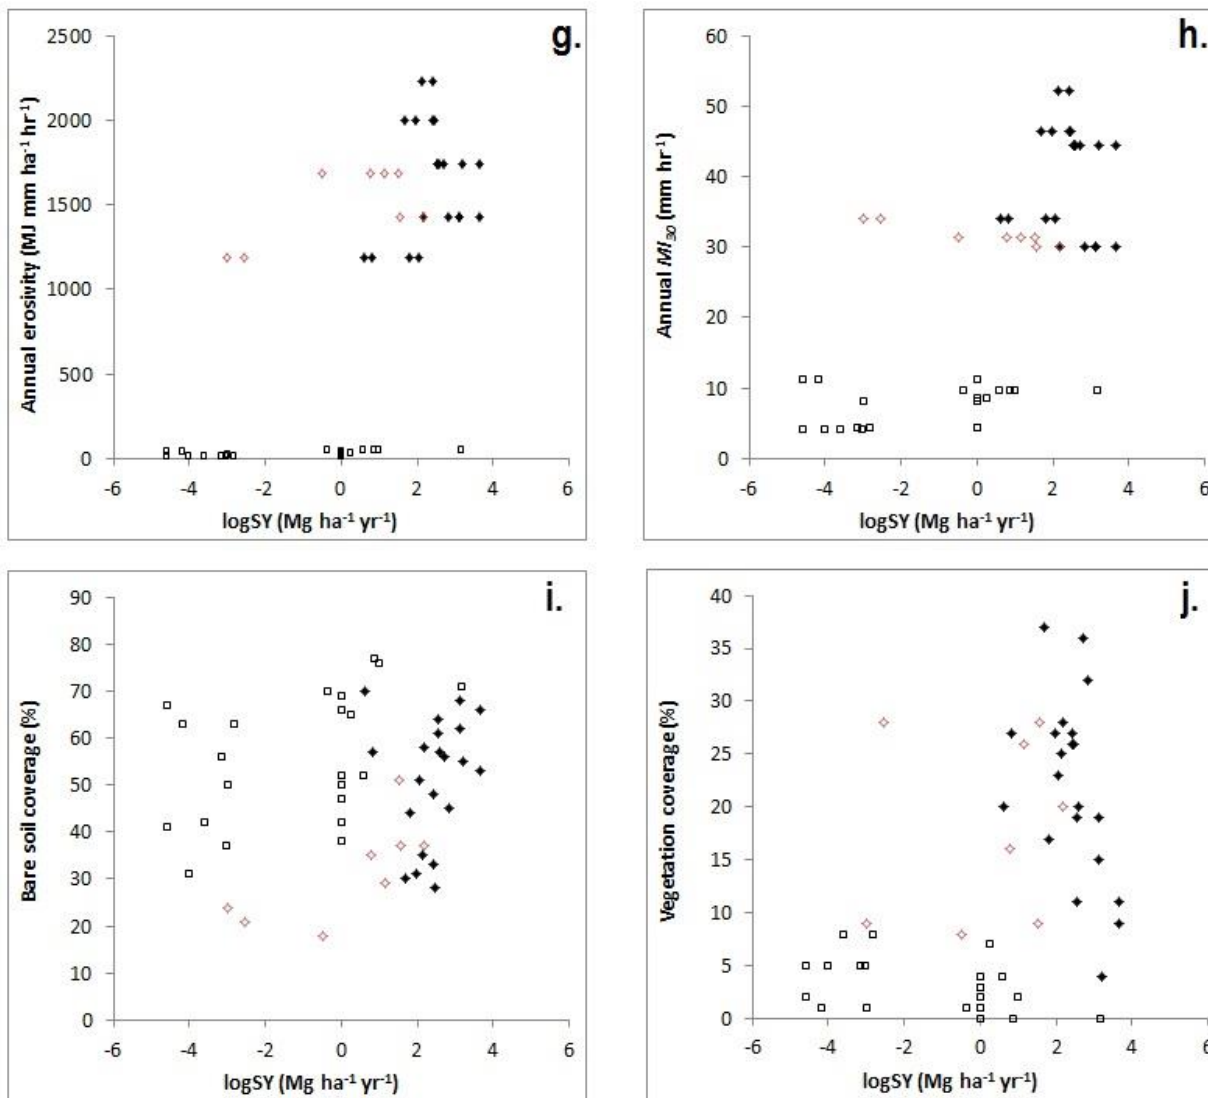 g.
2500
2000
1500
1000
500
0
Annual erosivity (MJ mm ha⁻¹ hr⁻¹)
-6 -4 -2 0 2 4 6
logSY (Mg ha⁻¹ yr⁻¹)
h.
60
50
40
30
20
10
0
Annual MI₃₀ (mm hr⁻¹)
-6 -4 -2 0 2 4 6
logSY (Mg ha⁻¹ yr⁻¹)
i.
90
80
70
60
50
40
30
20
10
0
Bare soil coverage (%)
-6 -4 -2 0 2 4 6
logSY (Mg ha⁻¹ yr⁻¹)
j.
40
35
30
25
20
15
10
5
0
Vegetation coverage (%)
-6 -4 -2 0 2 4 6
logSY (Mg ha⁻¹ yr⁻¹)